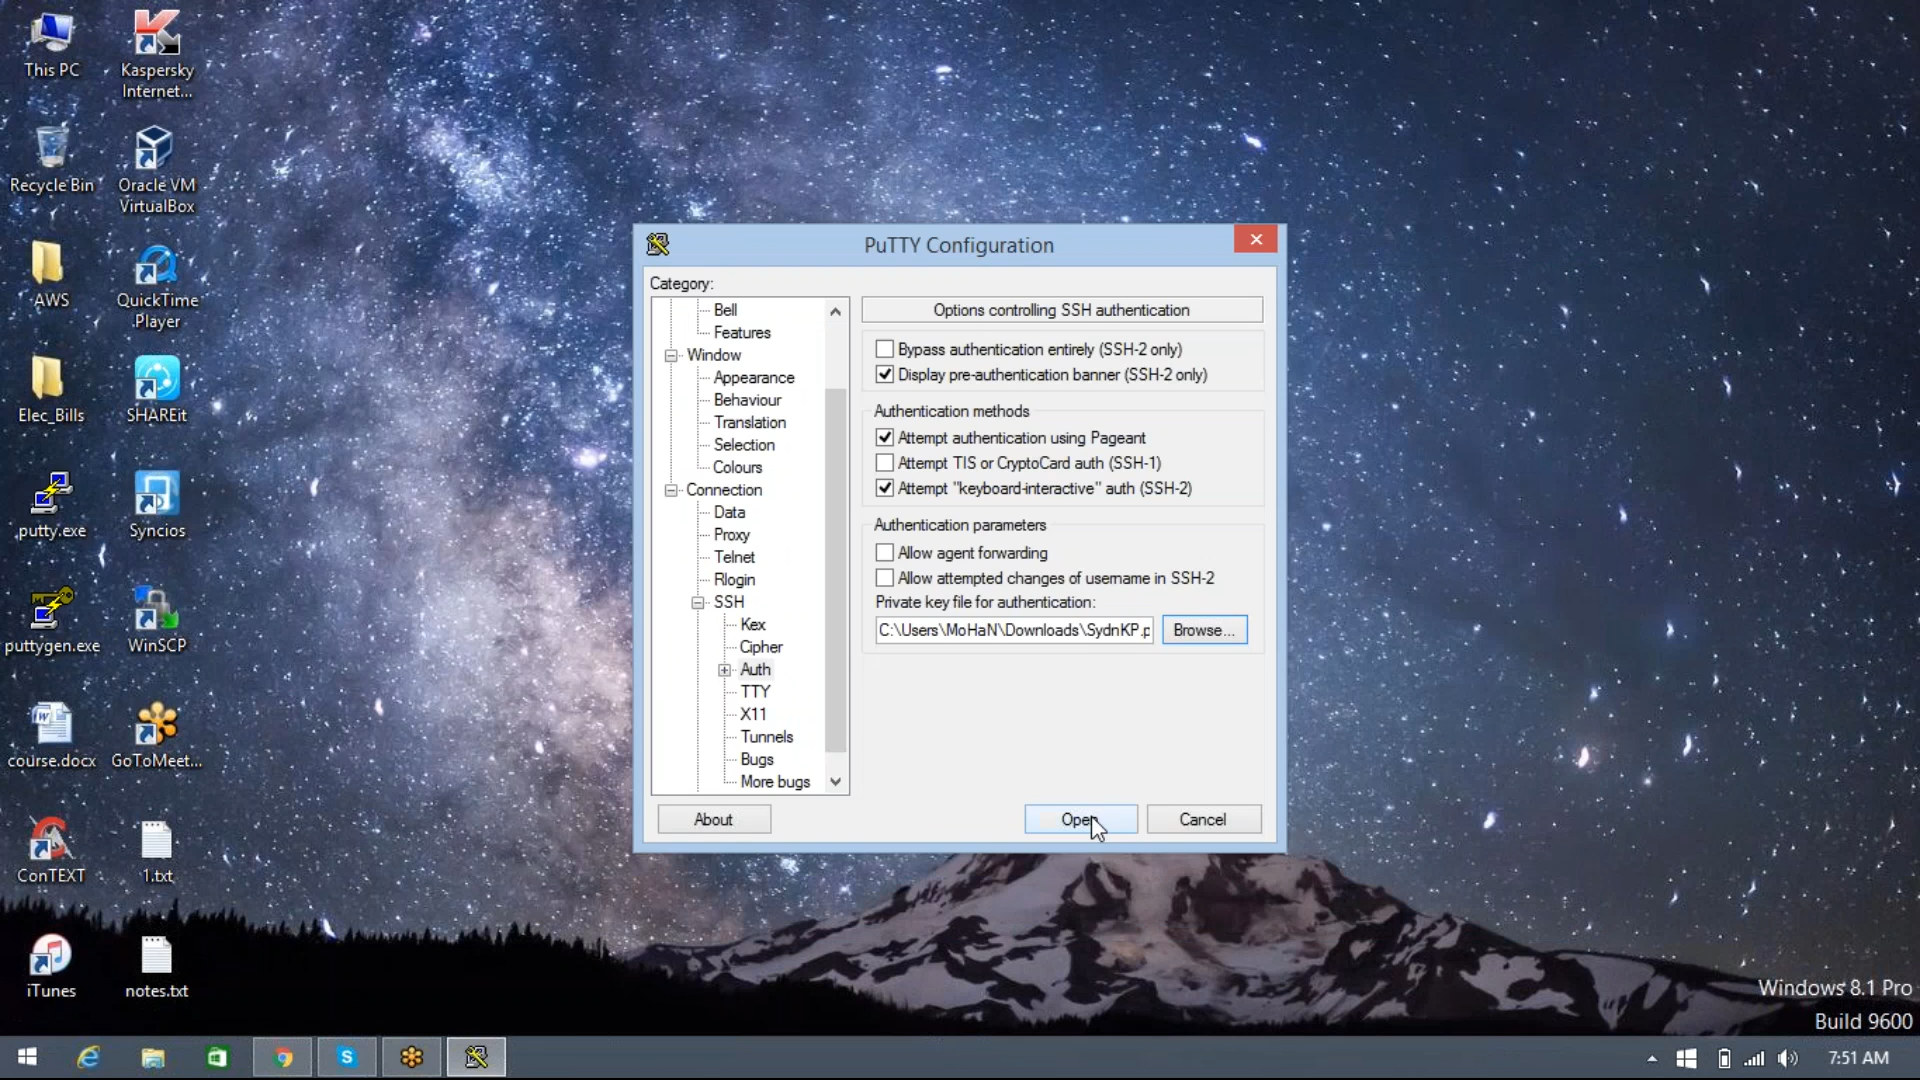 This PC
Kaspersky
Internet...
Recycle Bin
Oracle VM
VirtualBox
AWS
QuickTime
Player
Elec_Bills
SHAREit
putty.exe
Syncios
puttygen.exe
WinSCP
course.docx
GoToMeet...
ConTEXT
1.txt
iTunes
notes.txt
PuTTY Configuration
Category:
Bell
Features
Window
Appearance
Behaviour
Translation
Selection
Colours
Connection
Data
Proxy
Telnet
Rlogin
SSH
Kex
Cipher
Auth
TTY
X11
Tunnels
Bugs
More bugs
Options controlling SSH authentication
Bypass authentication entirely (SSH-2 only)
Display pre-authentication banner (SSH-2 only)
Authentication methods
Attempt authentication using Pageant
Attempt TIS or CryptoCard auth (SSH-1)
Attempt "keyboard-interactive" auth (SSH-2)
Authentication parameters
Allow agent forwarding
Allow attempted changes of username in SSH-2
Private key file for authentication:
C:\Users\MoHaN\Downloads\SydnKP.p
Browse...
About
Open
Cancel
Windows 8.1 Pro
Build 9600
7:51 AM